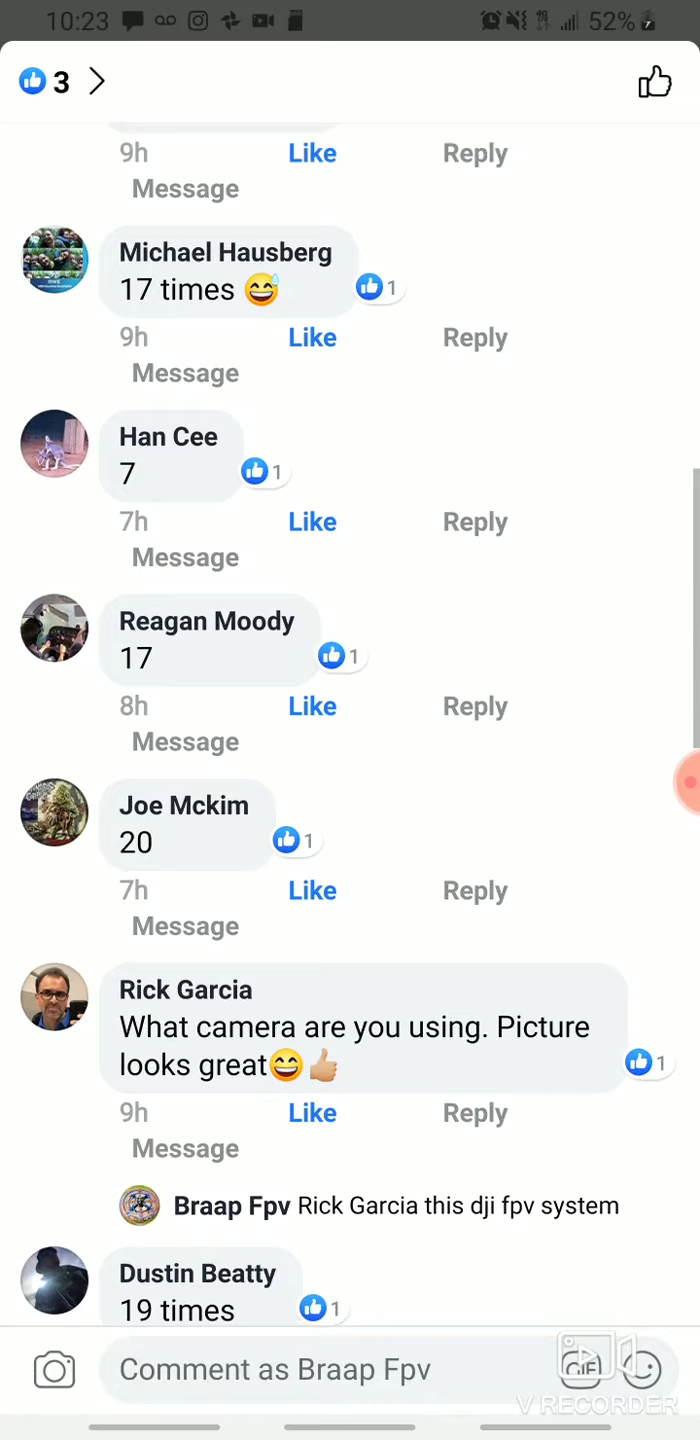 10:23 52%
3
9h Like Reply
Message
Michael Hausberg
17 times 😅 1
9h Like Reply
Message
Han Cee
7 1
7h Like Reply
Message
Reagan Moody
17 1
8h Like Reply
Message
Joe Mckim
20 1
7h Like Reply
Message
Rick Garcia
What camera are you using. Picture
looks great😄👍🏼 1
9h Like Reply
Message
Braap Fpv Rick Garcia this dji fpv system
Dustin Beatty
19 times 1
Comment as Braap Fpv GIF
V RECORDER